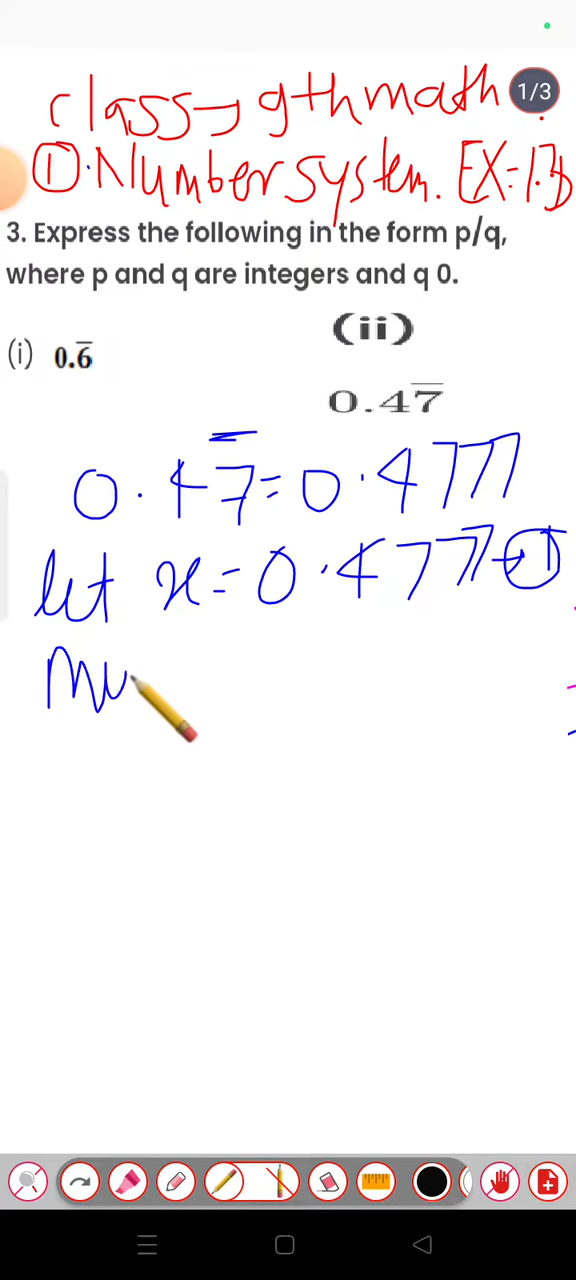 class→9th math.
1/3
①.Number system. [EX=1.3]
3. Express the following in the form p/q,
where p and q are integers and q 0.
(i) 0.6̅
(ii)
0.47̅
0.47̅=0.4777
let x=0.477→①
mu